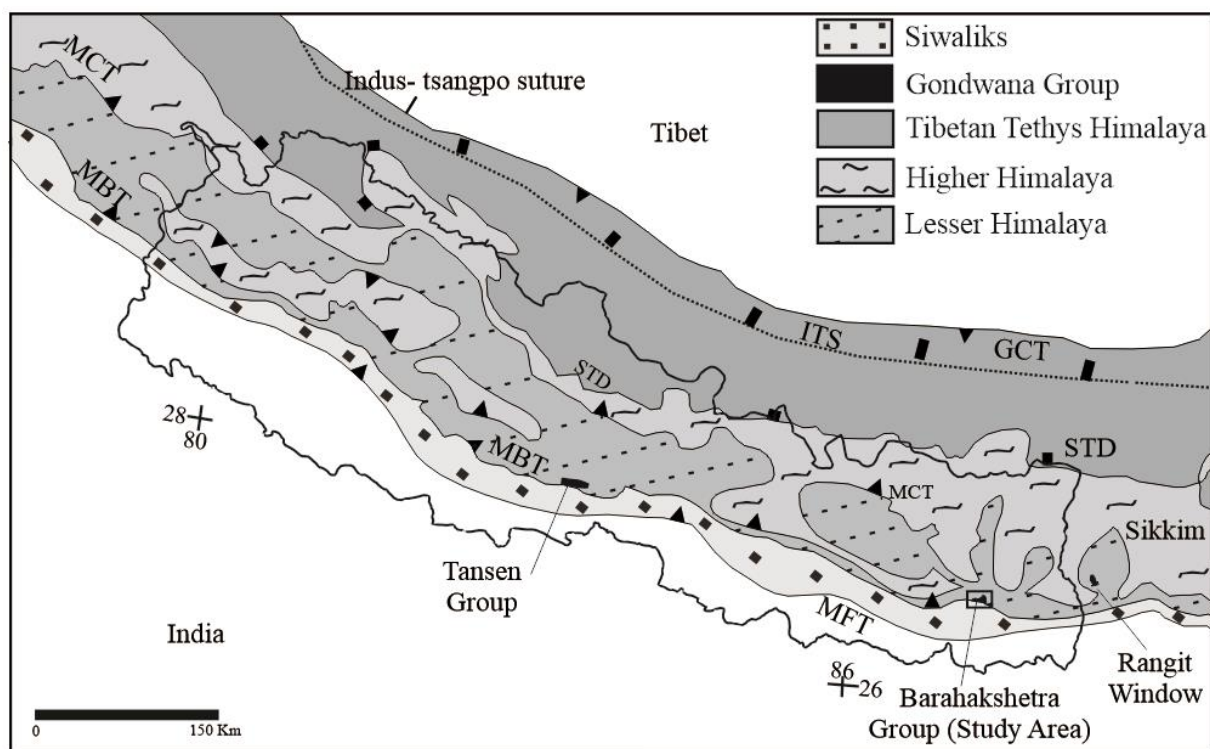 MCT
Indus- tsangpo suture
Tibet
Siwaliks
Gondwana Group
Tibetan Tethys Himalaya
Higher Himalaya
Lesser Himalaya
MBT
ITS
GCT
STD
28
80
MBT
STD
MCT
Sikkim
Tansen
Group
MFT
India
86
26
Rangit
Window
Barahakshetra
Group (Study Area)
0
150 Km